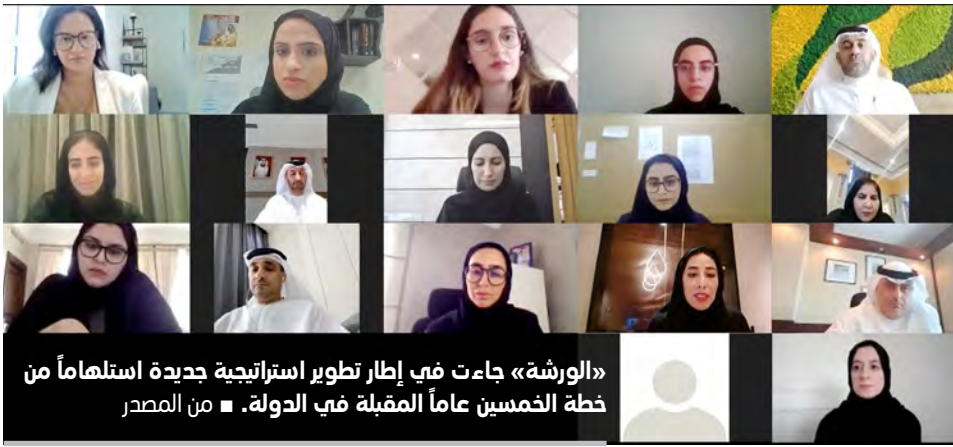 «الورشة» جاءت في إطار تطوير استراتيجية جديدة استلهاماً من
خطة الخمسين عاماً المقبلة في الدولة. ■ من المصدر